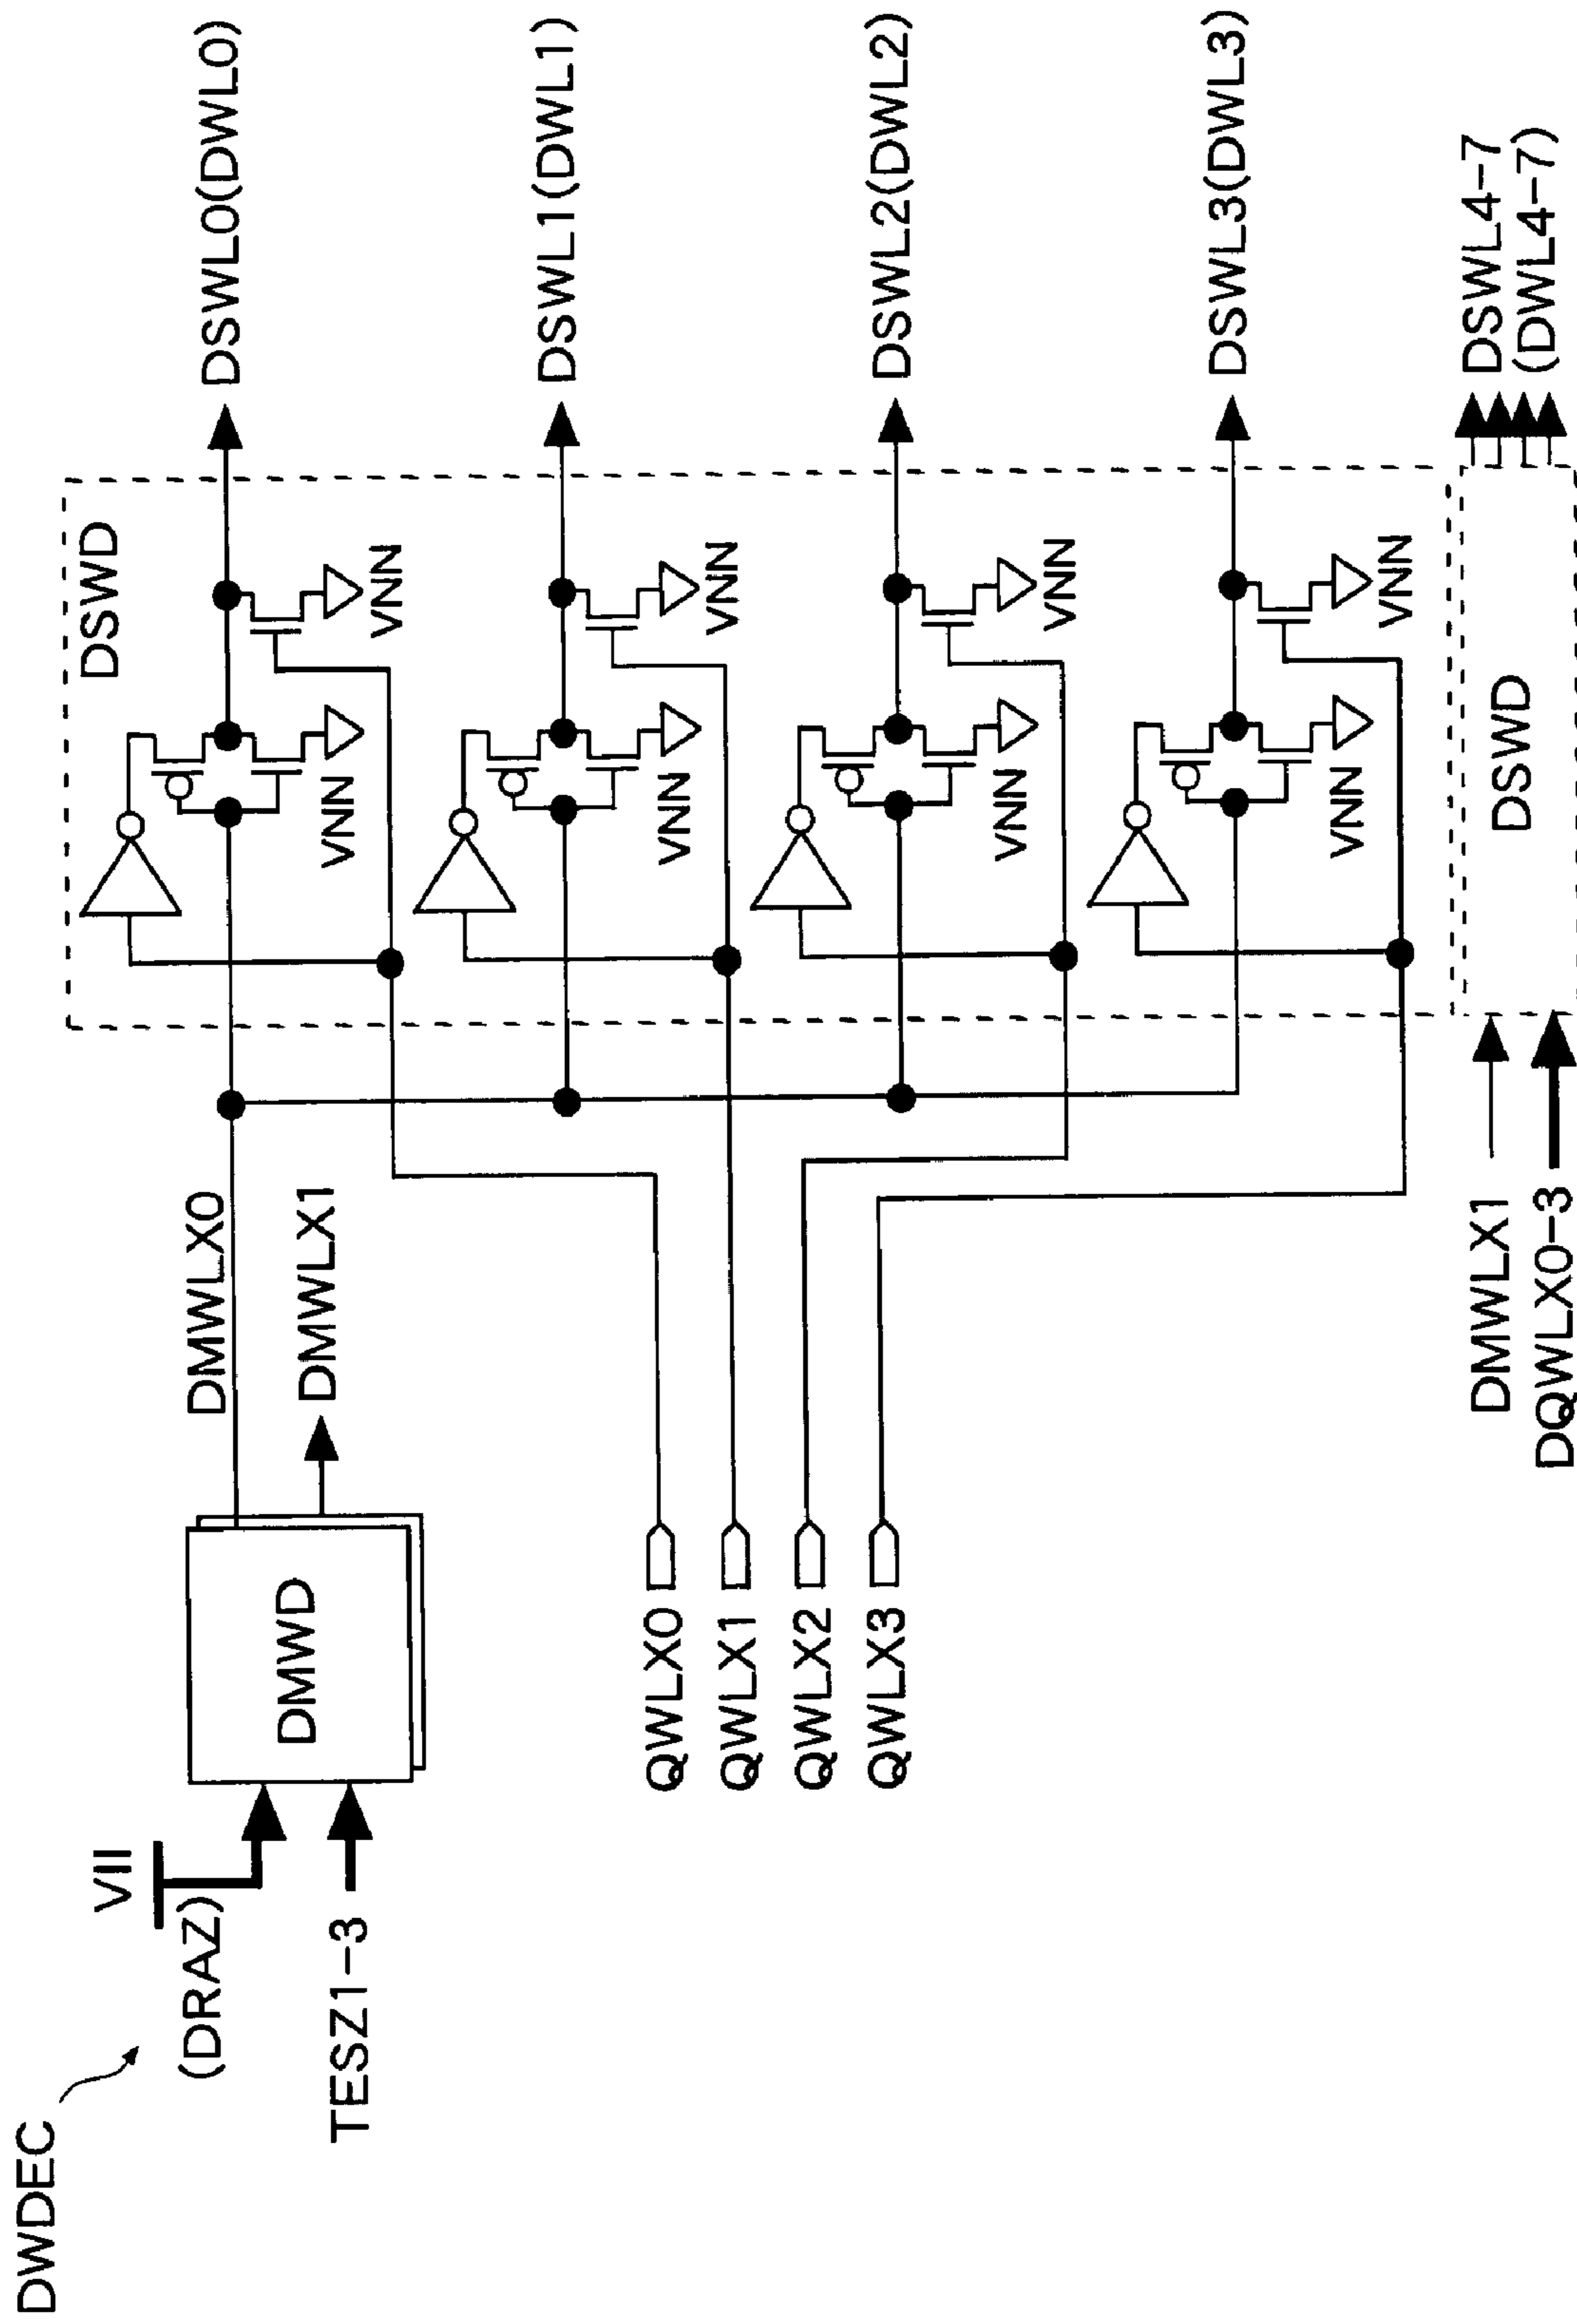 DWDEC
VII
(DRAZ)
TESZ1-3
DMWD
DMWLX0
DMWLX1
QWLX0
QWLX1
QWLX2
QWLX3
DSWD
VNN
VNN
DSWL0(DWL0)
VNN
VNN
DSWL1(DWL1)
VNN
VNN
DSWL2(DWL2)
VNN
VNN
DSWL3(DWL3)
DMWLX1
DQWLX0-3
DSWD
DSWL4-7
(DWL4-7)